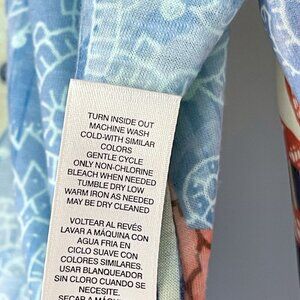 TURN INSIDE OUT
MACHINE WASH
COLD-WITH SIMILAR
COLORS
GENTLE CYCLE
ONLY NON-CHLORINE
BLEACH WHEN NEEDED
TUMBLE DRY LOW
WARM IRON AS NEEDED
MAY BE DRY CLEANED
VOLTEAR AL REVÉS
LAVAR A MÁQUINA CON
AGUA FRIA EN
CICLO SUAVE CON
COLORES SIMILARES.
USAR BLANQUEADOR
SIN CLORO CUANDO SE
NECESITE.
SECAR A MÁQUINA